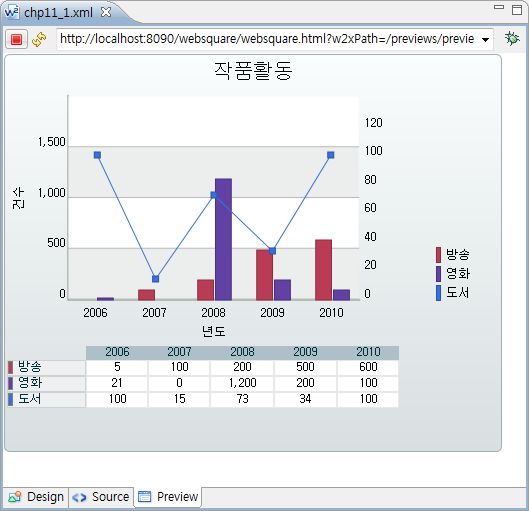 chp11_1.xml
http://localhost:8090/websquare/websquare.html?w2xPath=/previews/previe
작품활동
120
1,500 100
80
1,000 60
건수
500 40
20
0 0
2006 2007 2008 2009 2010
년도
방송
영화
도서
2006 2007 2008 2009 2010
방송 5 100 200 500 600
영화 21 0 1,200 200 100
도서 100 15 73 34 100
Design Source Preview